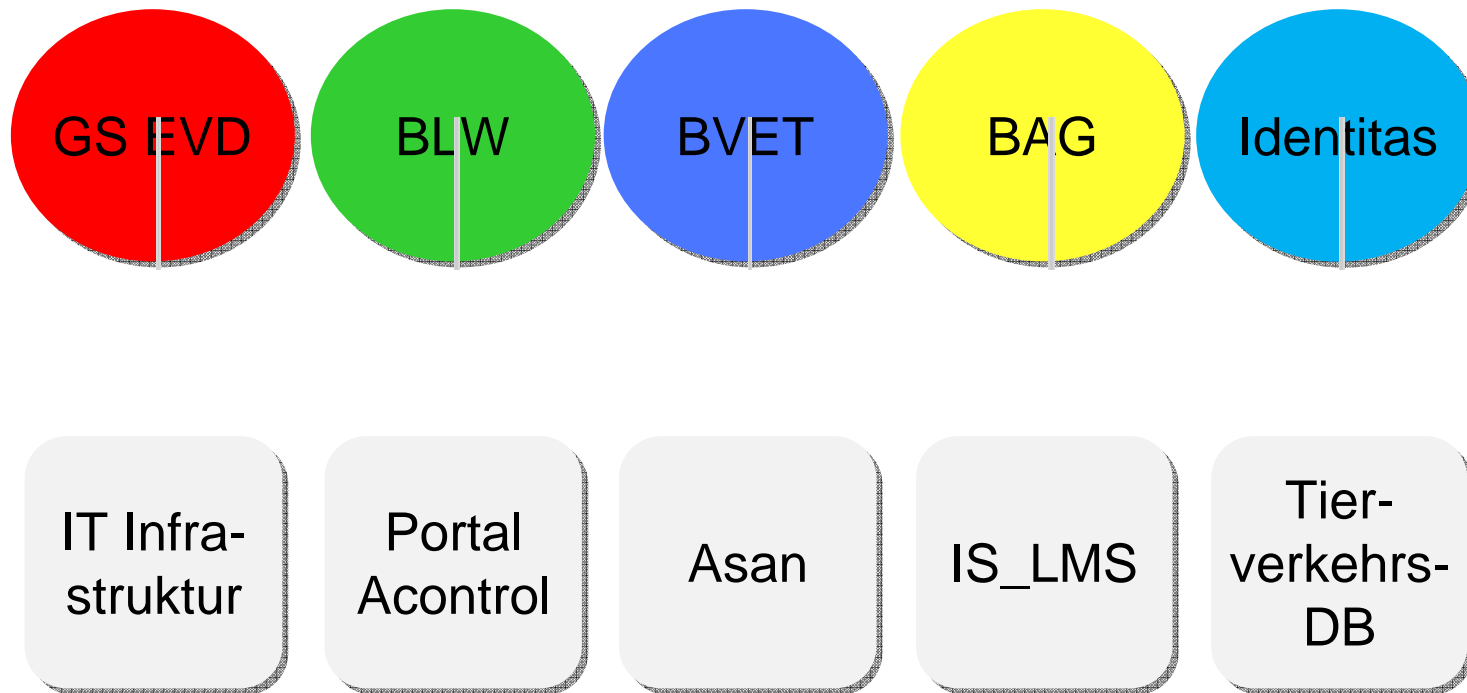 GS EVD
BLW
BVET
BAG
Identitas
IT Infra-
struktur
Portal
Acontrol
Asan
IS_LMS
Tier-
verkehrs-
DB